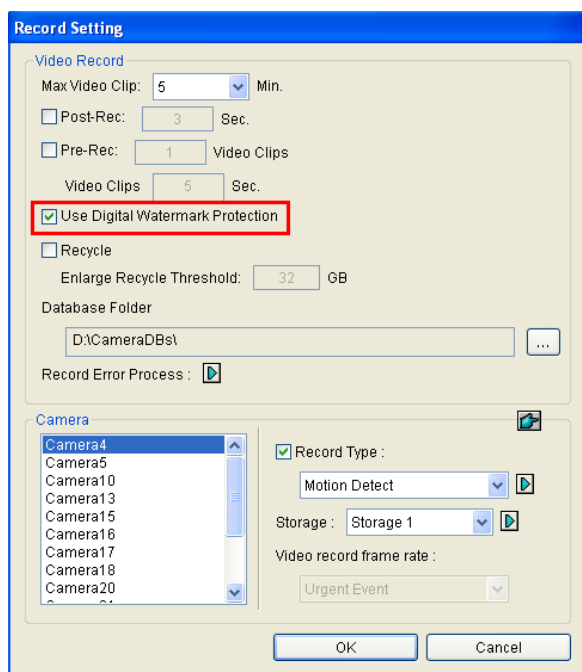 Record Setting
Video Record
Max Video Clip: 5 Min.
Post-Rec: 3 Sec.
Pre-Rec: 1 Video Clips
Video Clips 5 Sec.
Use Digital Watermark Protection
Recycle
Enlarge Recycle Threshold: 32 GB
Database Folder
D:\CameraDBs\ ...
Record Error Process :
Camera
Camera4
Camera5
Camera10
Camera13
Camera15
Camera16
Camera17
Camera18
Camera20
Record Type :
Motion Detect
Storage : Storage 1
Video record frame rate :
Urgent Event
OK Cancel